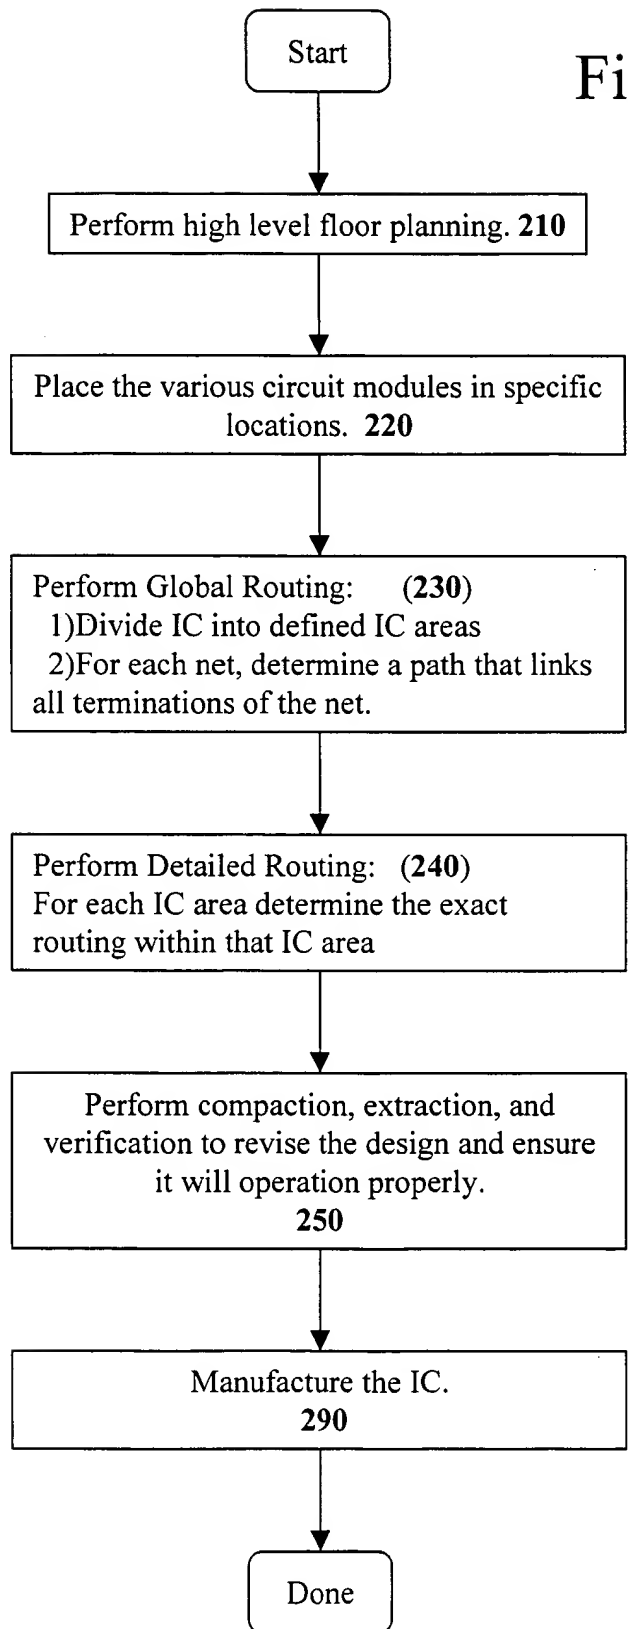 Start
Fi
Perform high level floor planning. 210
Place the various circuit modules in specific
locations. 220
Perform Global Routing: (230)
1)Divide IC into defined IC areas
2)For each net, determine a path that links
all terminations of the net.
Perform Detailed Routing: (240)
For each IC area determine the exact
routing within that IC area
Perform compaction, extraction, and
verification to revise the design and ensure
it will operation properly.
250
Manufacture the IC.
290
Done